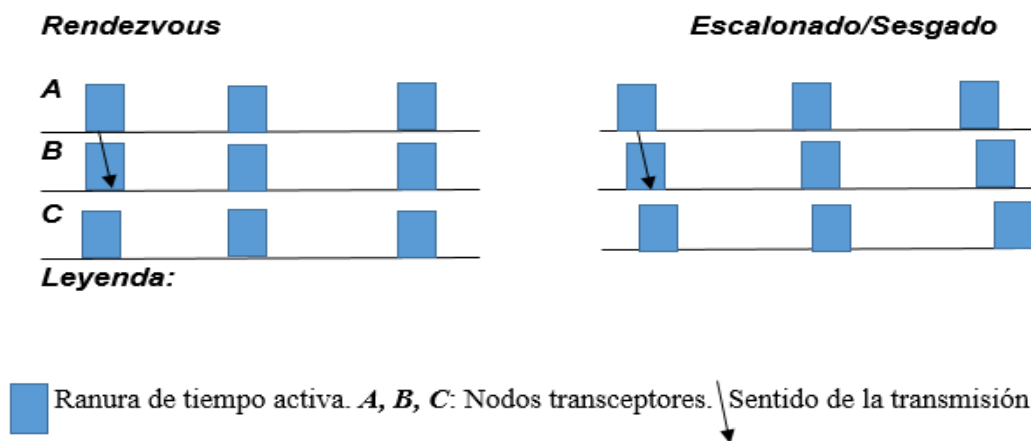 Rendezvous
Escalonado/Sesgado
A
B
C
Leyenda:
Ranura de tiempo activa. A, B, C: Nodos transceptores. Sentido de la transmisión